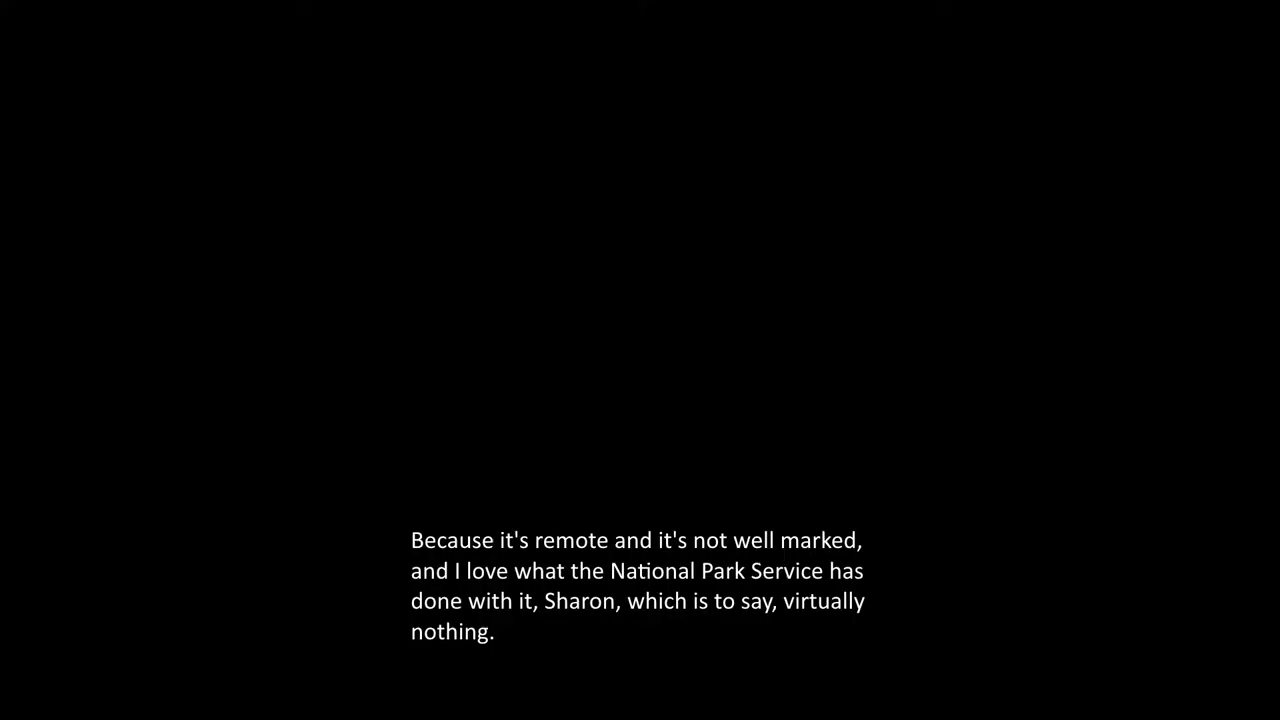 Because it's remote and it's not well marked,
and I love what the National Park Service has
done with it, Sharon, which is to say, virtually
nothing.